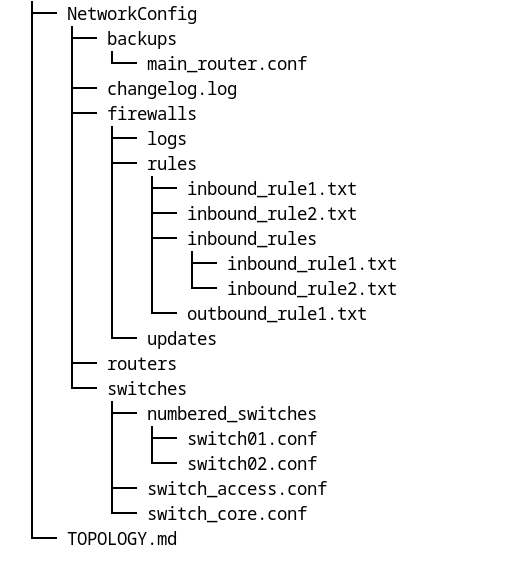 NetworkConfig
backups
main_router.conf
changelog.log
firewalls
logs
rules
inbound_rule1.txt
inbound_rule2.txt
inbound_rules
inbound_rule1.txt
inbound_rule2.txt
outbound_rule1.txt
updates
routers
switches
numbered_switches
switch01.conf
switch02.conf
switch_access.conf
switch_core.conf
TOPOLOGY.md